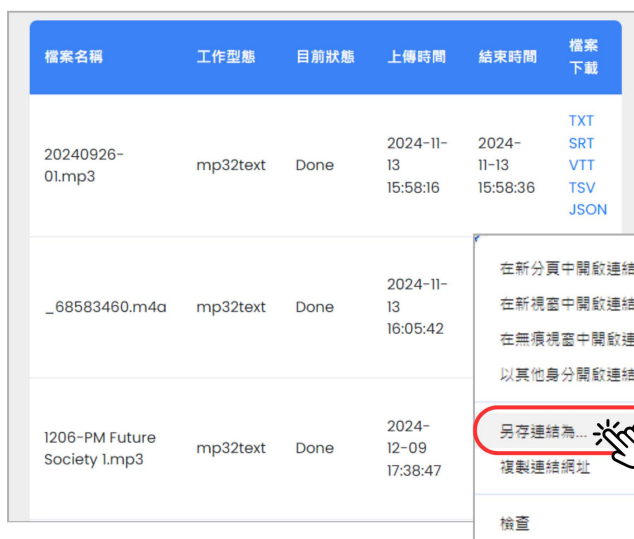 檔案名稱
工作型態
目前狀態
上傳時間
結束時間
檔案
下載
20240926-
01.mp3
mp32text
Done
2024-11-
13
15:58:16
2024-
11-13
15:58:36
TXT
SRT
VTT
TSV
JSON
_68583460.m4a
mp32text
Done
2024-11-
13
16:05:42
1206-PM Future
Society 1.mp3
mp32text
Done
2024-
12-09
17:38:47
在新分頁中開啟連結
在新視窗中開啟連結
在無痕視窗中開啟連
以其他身分開啟連結
另存連結為...
複製連結網址
檢查